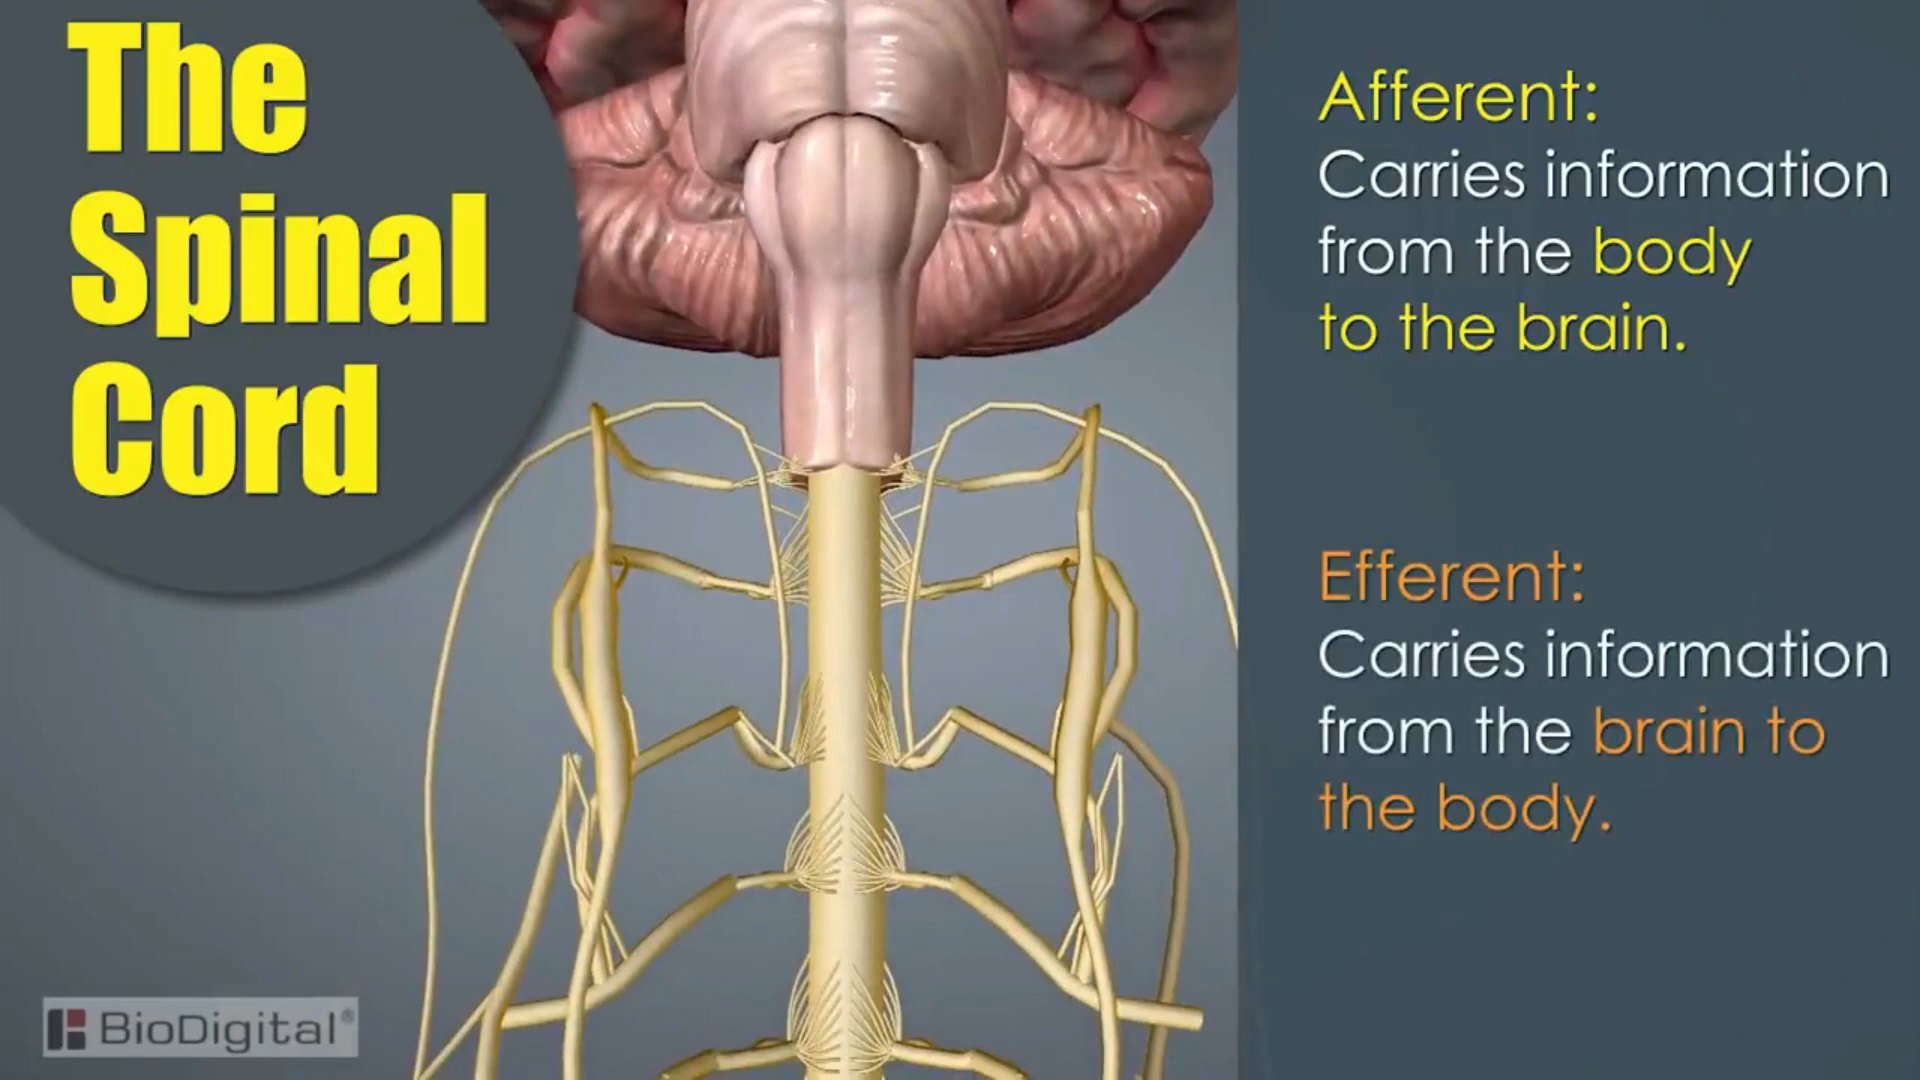 The
Spinal
Cord
Afferent:
Carries information
from the body
to the brain.
Efferent:
Carries information
from the brain to
the body.
BioDigital®